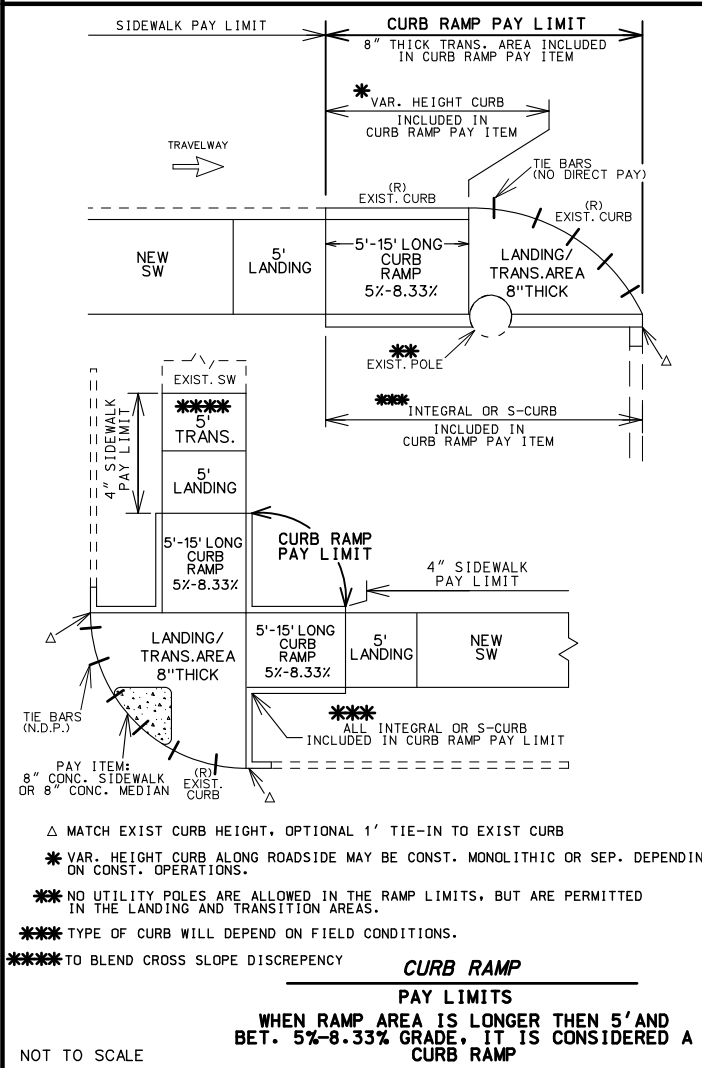 SIDEWALK PAY LIMIT
CURB RAMP PAY LIMIT
8" THICK TRANS. AREA INCLUDED
IN CURB RAMP PAY ITEM
✱
VAR. HEIGHT CURB
INCLUDED IN
CURB RAMP PAY ITEM
TRAVELWAY
TIE BARS
(NO DIRECT PAY)
(R)
EXIST. CURB
(R)
EXIST. CURB
NEW
SW
5'
LANDING
5'-15' LONG
CURB
RAMP
5%-8.33%
LANDING/
TRANS.AREA
8"THICK
✱✱
EXIST. POLE
△
✱✱✱
INTEGRAL OR S-CURB
INCLUDED IN
CURB RAMP PAY ITEM
EXIST. SW
✱✱✱✱
5'
TRANS.
4" SIDEWALK
PAY LIMIT
5'
LANDING
5'-15' LONG
CURB
RAMP
5%-8.33%
CURB RAMP
PAY LIMIT
4" SIDEWALK
PAY LIMIT
△
LANDING/
TRANS.AREA
8"THICK
5'-15' LONG
CURB
RAMP
5%-8.33%
5'
LANDING
NEW
SW
TIE BARS
(N.D.P.)
✱✱✱
ALL INTEGRAL OR S-CURB
INCLUDED IN CURB RAMP PAY LIMIT
PAY ITEM:
8" CONC. SIDEWALK
OR 8" CONC. MEDIAN
(R)
EXIST.
CURB
△
△ MATCH EXIST CURB HEIGHT, OPTIONAL 1' TIE-IN TO EXIST CURB
✱ VAR. HEIGHT CURB ALONG ROADSIDE MAY BE CONST. MONOLITHIC OR SEP. DEPENDIN
ON CONST. OPERATIONS.
✱✱ NO UTILITY POLES ARE ALLOWED IN THE RAMP LIMITS, BUT ARE PERMITTED
IN THE LANDING AND TRANSITION AREAS.
✱✱✱ TYPE OF CURB WILL DEPEND ON FIELD CONDITIONS.
✱✱✱✱ TO BLEND CROSS SLOPE DISCREPENCY
CURB RAMP
PAY LIMITS
WHEN RAMP AREA IS LONGER THEN 5' AND
BET. 5%-8.33% GRADE, IT IS CONSIDERED A
CURB RAMP
NOT TO SCALE